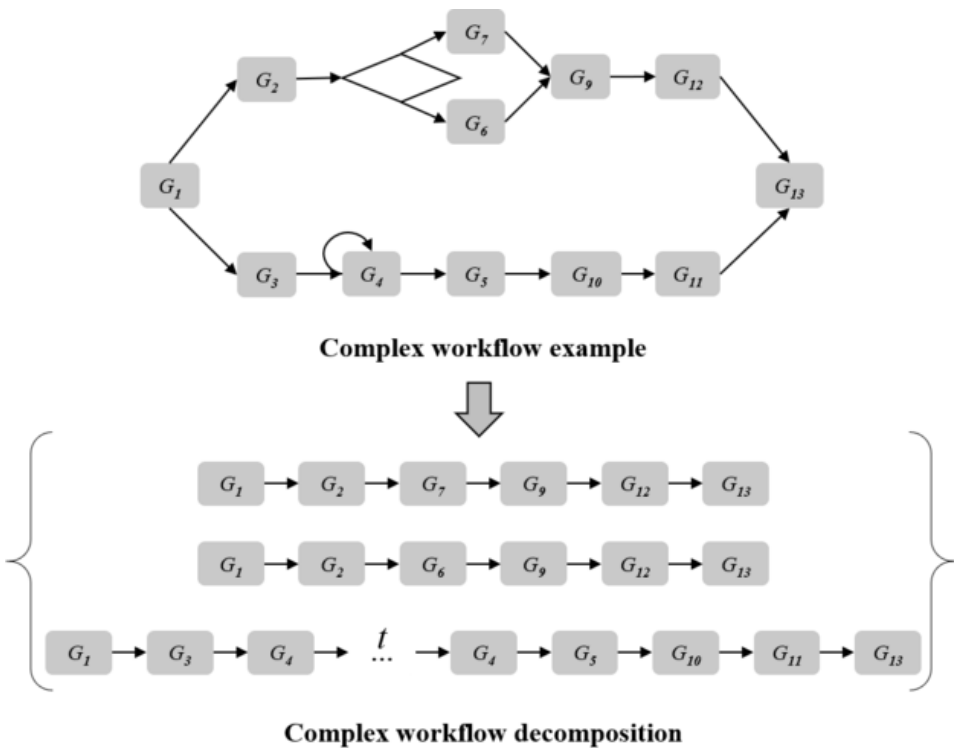 G7
G2 G9 G12
G6
G1 G13
G3 G4 G5 G10 G11
Complex workflow example
G1 G2 G7 G9 G12 G13
G1 G2 G6 G9 G12 G13
G1 G3 G4 t ... G4 G5 G10 G11 G13
Complex workflow decomposition